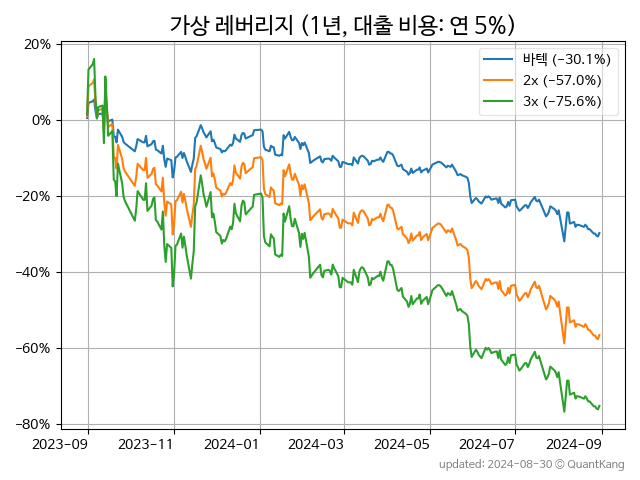 가상 레버리지 (1년, 대출 비용: 연 5%)
바텍 (-30.1%)
2x (-57.0%)
3x (-75.6%)
20%
0%
-20%
-40%
-60%
-80%
2023-09 2023-11 2024-01 2024-03 2024-05 2024-07 2024-09
updated: 2024-08-30 © QuantKang